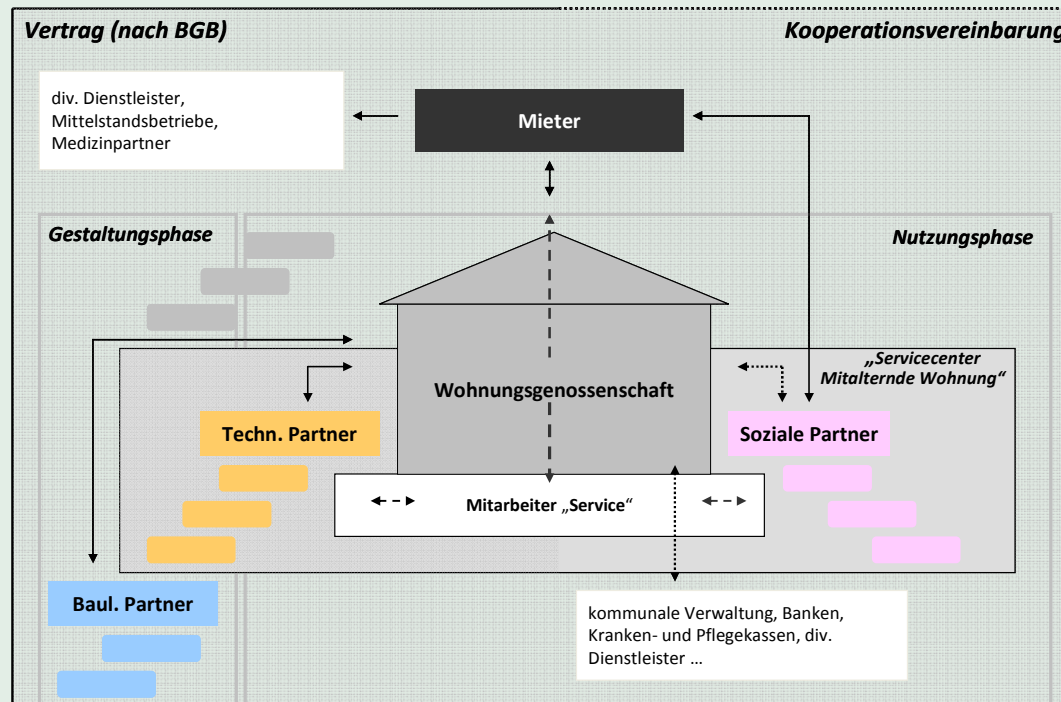 Vertrag (nach BGB)
Kooperationsvereinbarung
div. Dienstleister,
Mittelstandsbetriebe,
Medizinpartner
Mieter
Gestaltungsphase
Nutzungsphase
„Servicecenter
Mitalternde Wohnung“
Wohnungsgenossenschaft
Techn. Partner
Soziale Partner
Mitarbeiter „Service“
Baul. Partner
kommunale Verwaltung, Banken,
Kranken- und Pflegekassen, div.
Dienstleister ...